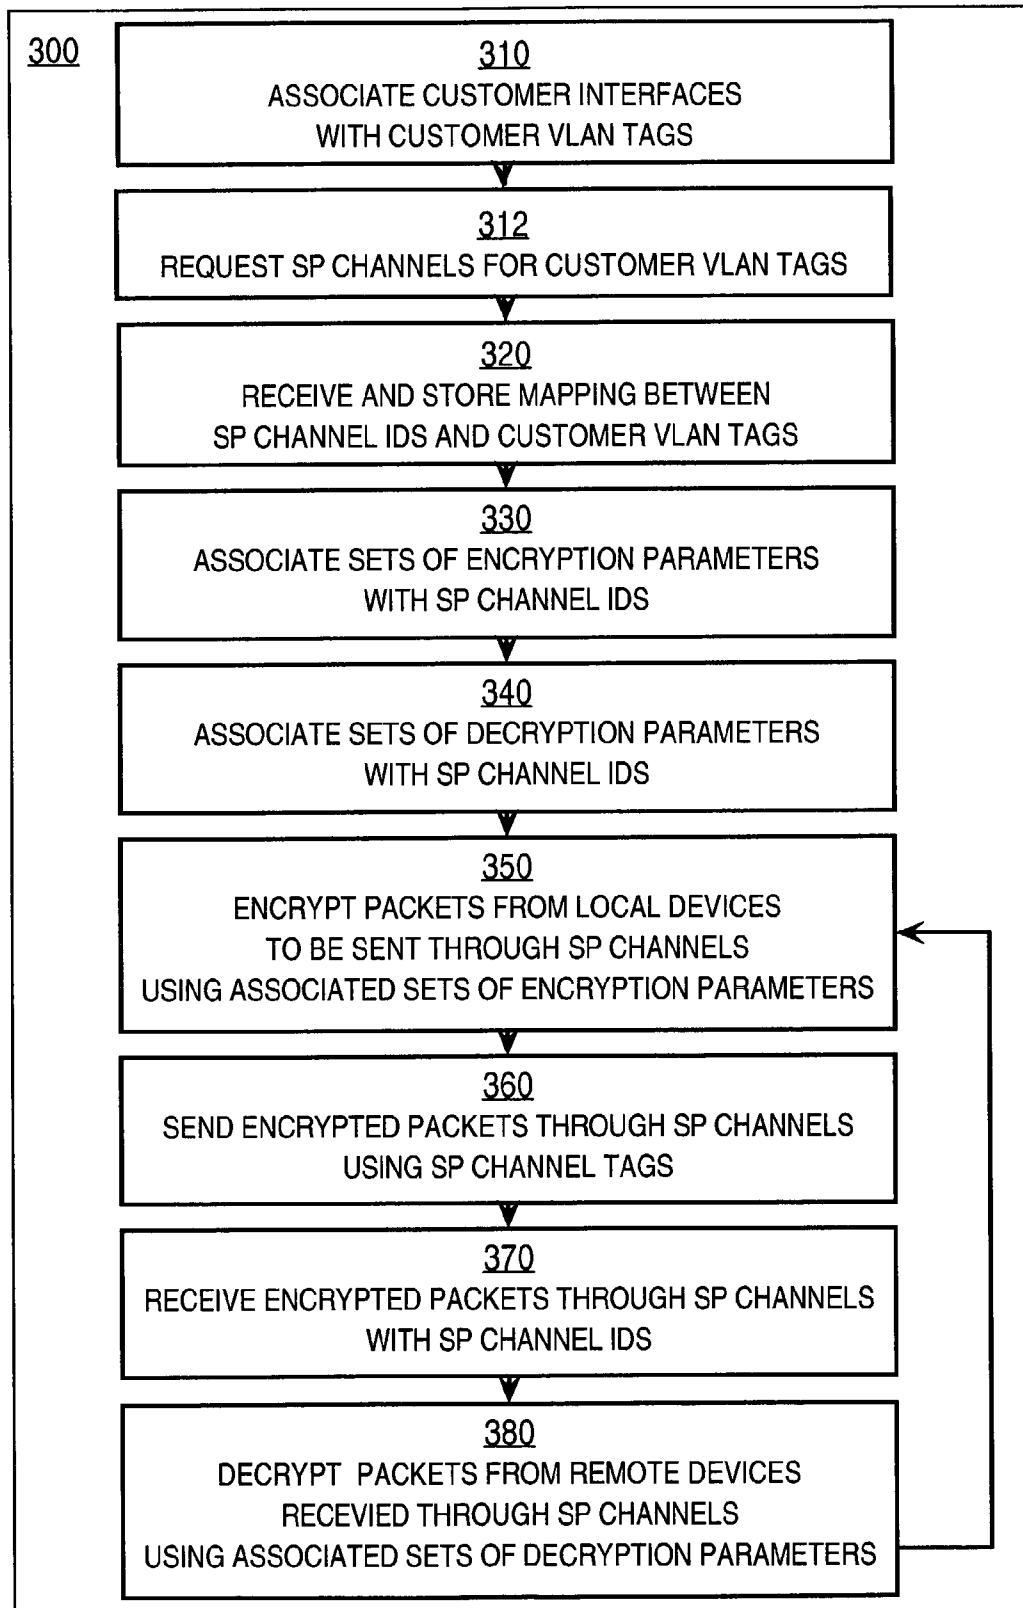 300
310
ASSOCIATE CUSTOMER INTERFACES
WITH CUSTOMER VLAN TAGS
312
REQUEST SP CHANNELS FOR CUSTOMER VLAN TAGS
320
RECEIVE AND STORE MAPPING BETWEEN
SP CHANNEL IDS AND CUSTOMER VLAN TAGS
330
ASSOCIATE SETS OF ENCRYPTION PARAMETERS
WITH SP CHANNEL IDS
340
ASSOCIATE SETS OF DECRYPTION PARAMETERS
WITH SP CHANNEL IDS
350
ENCRYPT PACKETS FROM LOCAL DEVICES
TO BE SENT THROUGH SP CHANNELS
USING ASSOCIATED SETS OF ENCRYPTION PARAMETERS
360
SEND ENCRYPTED PACKETS THROUGH SP CHANNELS
USING SP CHANNEL TAGS
370
RECEIVE ENCRYPTED PACKETS THROUGH SP CHANNELS
WITH SP CHANNEL IDS
380
DECRYPT PACKETS FROM REMOTE DEVICES
RECEVIED THROUGH SP CHANNELS
USING ASSOCIATED SETS OF DECRYPTION PARAMETERS